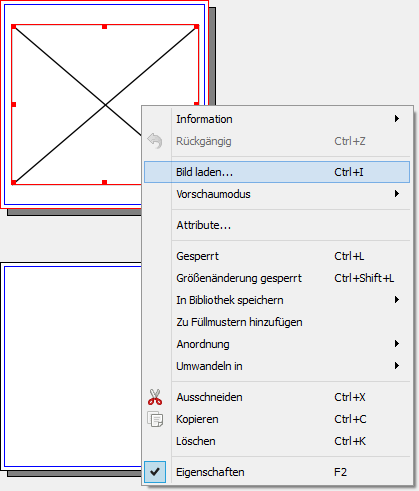 Information
Rückgängig Ctrl+Z
Bild laden... Ctrl+I
Vorschaumodus
Attribute...
Gesperrt Ctrl+L
Größenänderung gesperrt Ctrl+Shift+L
In Bibliothek speichern
Zu Füllmustern hinzufügen
Anordnung
Umwandeln in
Ausschneiden Ctrl+X
Kopieren Ctrl+C
Löschen Ctrl+K
Eigenschaften F2